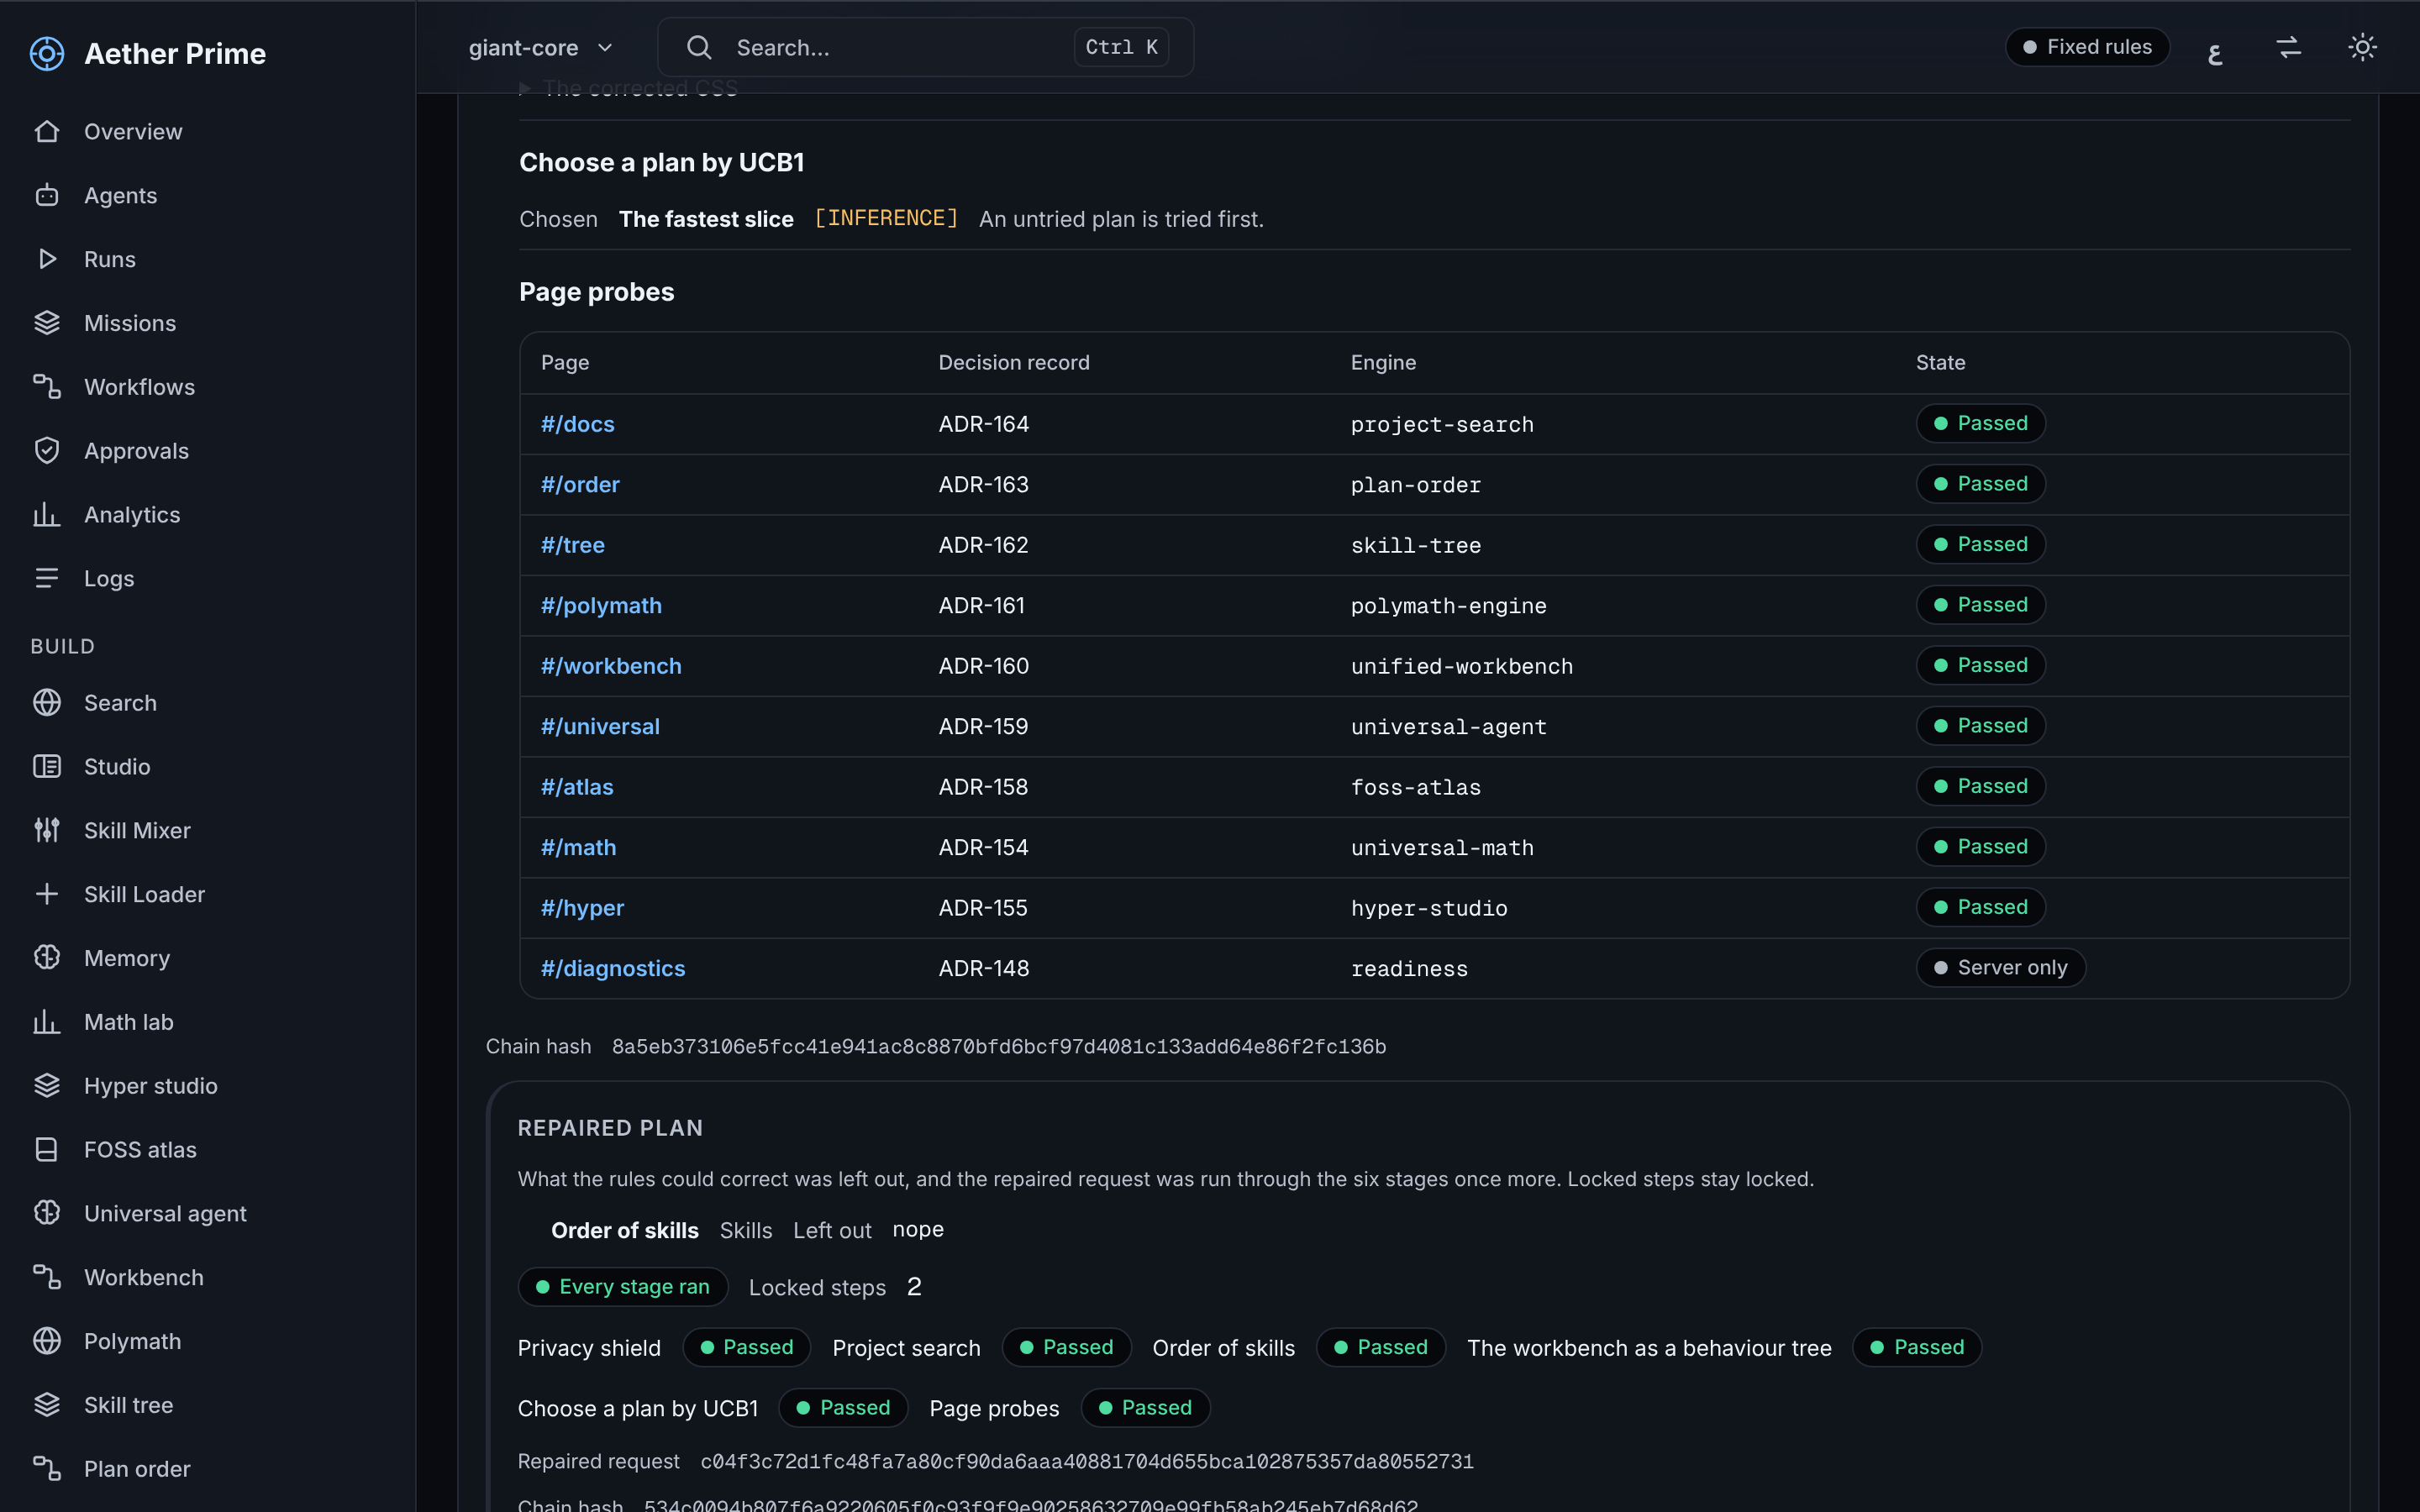 Aether Prime
Overview
Agents
Runs
Missions
Workflows
Approvals
Analytics
Logs
BUILD
Search
Studio
Skill Mixer
Skill Loader
Memory
Math lab
Hyper studio
FOSS atlas
Universal agent
Workbench
Polymath
Skill tree
Plan order
giant-core Search... Ctrl K Fixed rules ع
The corrected CSS
Choose a plan by UCB1
Chosen The fastest slice [INFERENCE] An untried plan is tried first.
Page probes
Page Decision record Engine State
#/docs ADR-164 project-search Passed
#/order ADR-163 plan-order Passed
#/tree ADR-162 skill-tree Passed
#/polymath ADR-161 polymath-engine Passed
#/workbench ADR-160 unified-workbench Passed
#/universal ADR-159 universal-agent Passed
#/atlas ADR-158 foss-atlas Passed
#/math ADR-154 universal-math Passed
#/hyper ADR-155 hyper-studio Passed
#/diagnostics ADR-148 readiness Server only
Chain hash 8a5eb373106e5fcc41e941ac8c8870bfd6bcf97d4081c133add64e86f2fc136b
REPAIRED PLAN
What the rules could correct was left out, and the repaired request was run through the six stages once more. Locked steps stay locked.
Order of skills Skills Left out nope
Every stage ran Locked steps 2
Privacy shield Passed Project search Passed Order of skills Passed The workbench as a behaviour tree Passed
Choose a plan by UCB1 Passed Page probes Passed
Repaired request c04f3c72d1fc48fa7a80cf90da6aaa40881704d655bca102875357da80552731
Chain hash 534c0094b807f6a9220605f0c93f9f9e90258632709e99fb58ab245eb7d68d62